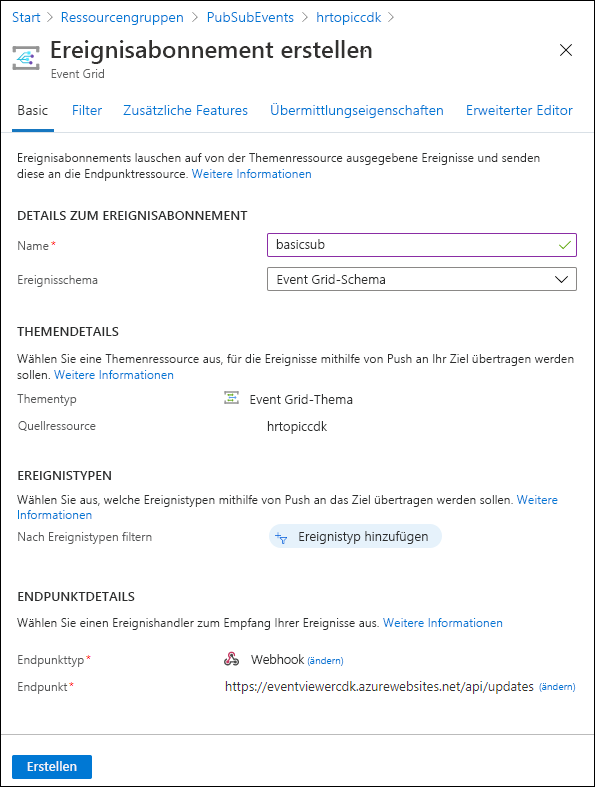 Start > Ressourcengruppen > PubSubEvents > hrtopiccdk >
Ereignisabonnement erstellen
Event Grid
Basic Filter Zusätzliche Features Übermittlungseigenschaften Erweiterter Editor
Ereignisabonnements lauschen auf von der Themenressource ausgegebene Ereignisse und senden
diese an die Endpunktressource. Weitere Informationen
DETAILS ZUM EREIGNISABONNEMENT
Name* basicsub
Ereignisschema Event Grid-Schema
THEMENDETAILS
Wählen Sie eine Themenressource aus, für die Ereignisse mithilfe von Push an Ihr Ziel übertragen werden
sollen. Weitere Informationen
Thementyp Event Grid-Thema
Quellressource hrtopiccdk
EREIGNISTYPEN
Wählen Sie aus, welche Ereignistypen mithilfe von Push an das Ziel übertragen werden sollen. Weitere
Informationen
Nach Ereignistypen filtern Ereignistyp hinzufügen
ENDPUNKTDETAILS
Wählen Sie einen Ereignishandler zum Empfang Ihrer Ereignisse aus. Weitere Informationen
Endpunkttyp* Webhook (ändern)
Endpunkt* https://eventviewercdk.azurewebsites.net/api/updates (ändern)
Erstellen